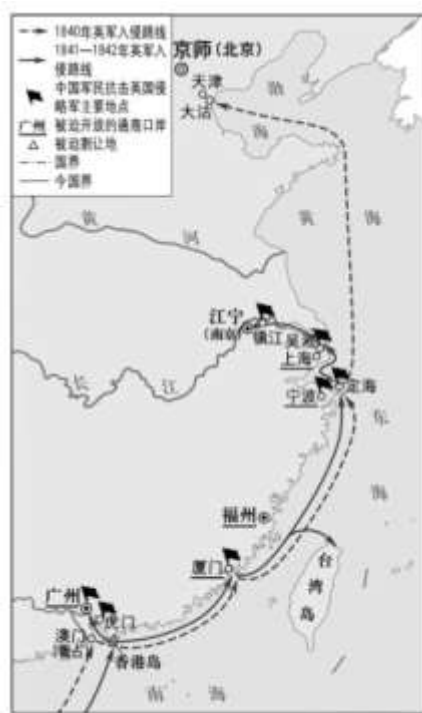 1840年英军入侵路线
1841—1842年英军入
侵路线
中国军民抗击英国侵
略军主要地点
广州 被迫开放的通商口岸
被迫割让地
国界
今国界
京师(北京)
天津
大沽
渤
海
黄
海
黄
河
江宁
(南京)
镇江
吴淞
上海
长
江
宁波
定海
东
海
福州
厦门
台
湾
岛
广州
虎门
澳门
香港岛
南
海